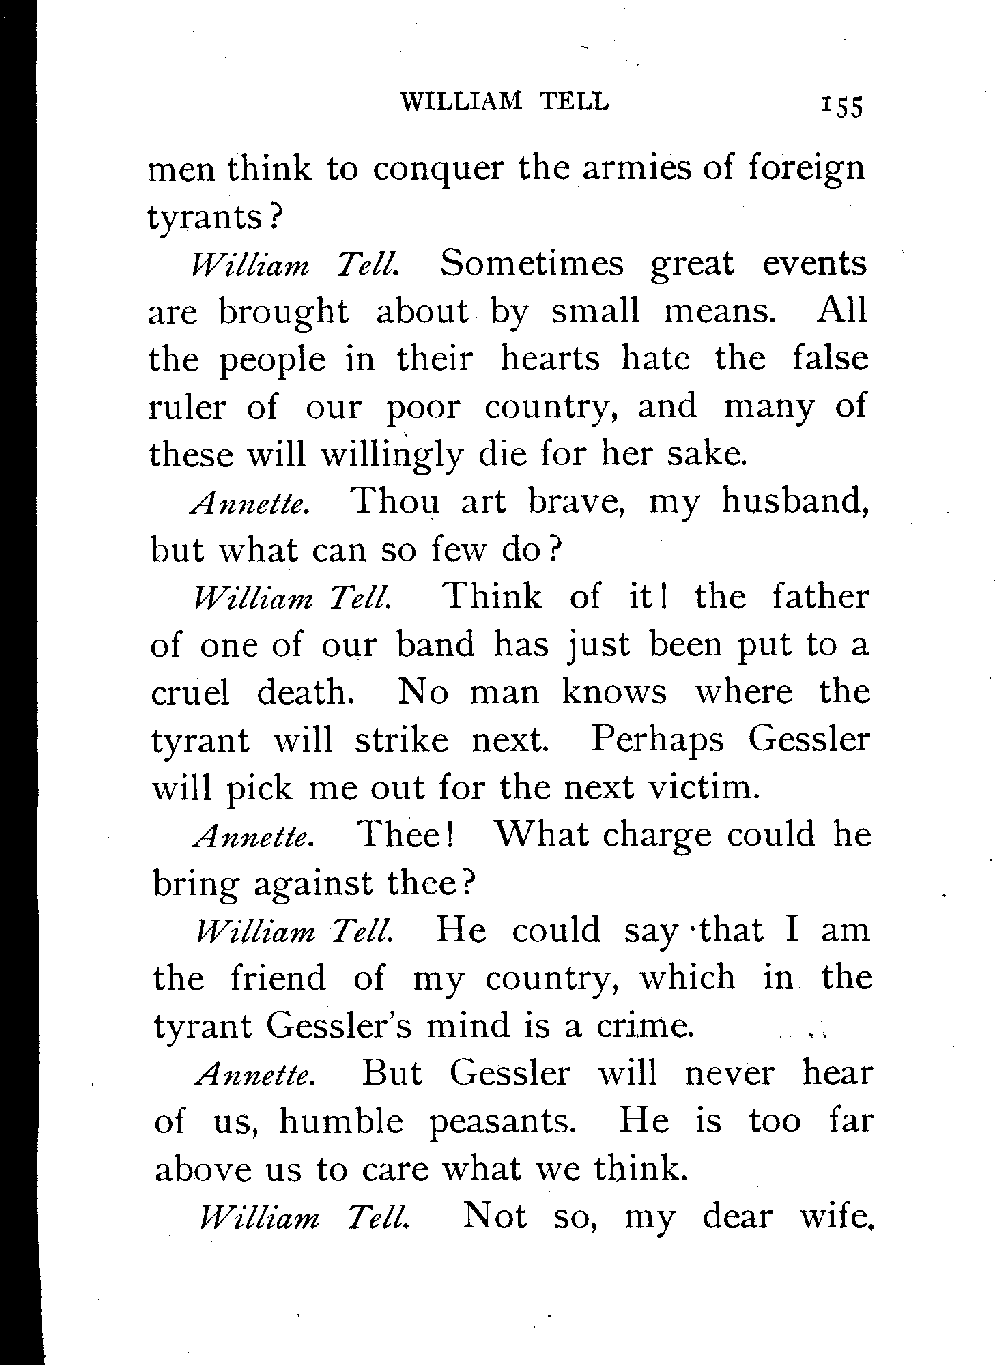 WILLIAM TELL 155
men think to conquer the armies of foreign
tyrants?
William Tell. Sometimes great events
are brought about by small means. All
the people in their hearts hate the false
ruler of our poor country, and many of
these will willingly die for her sake.
Annette. Thou art brave, my husband,
but what can so few do?
William Tell. Think of it! the father
of one of our band has just been put to a
cruel death. No man knows where the
tyrant will strike next. Perhaps Gessler
will pick me out for the next victim.
Annette. Thee! What charge could he
bring against thee?
William Tell. He could say that I am
the friend of my country, which in the
tyrant Gessler's mind is a crime.
Annette. But Gessler will never hear
of us, humble peasants. He is too far
above us to care what we think.
William Tell. Not so, my dear wife.